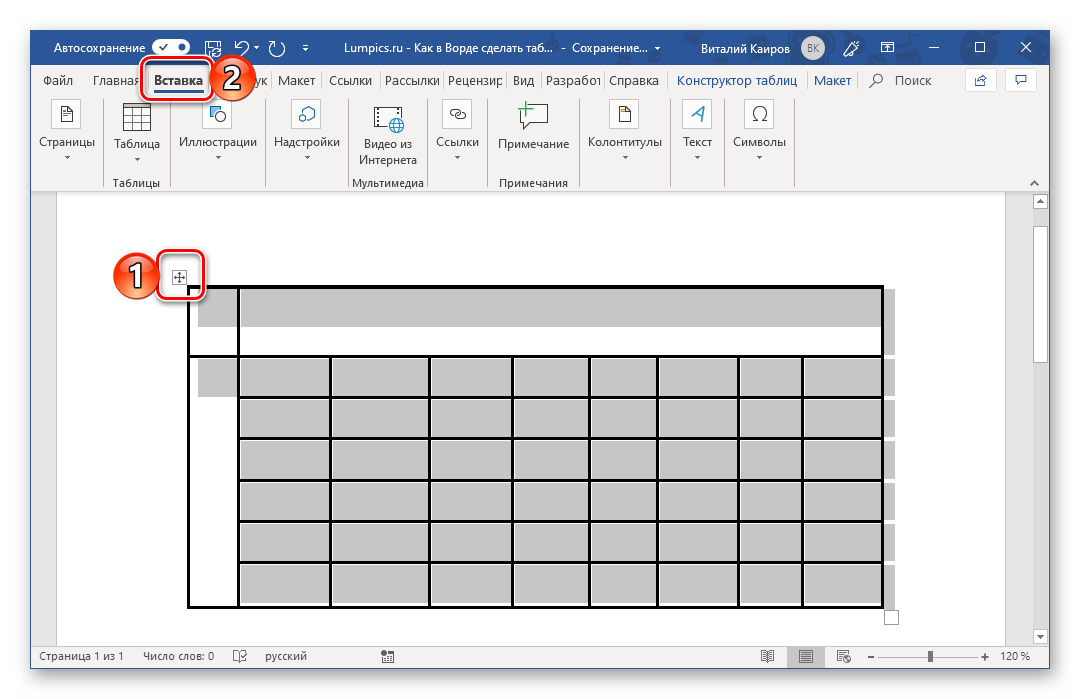 Автосохранение Lumpics.ru - Как в Ворде сделать таб... - Сохранение... Виталий Каиров ВК
Файл Главная Вставка ук Макет Ссылки Рассылки Рецензир Вид Разработ Справка Конструктор таблиц Макет Поиск
2
Страницы Таблица Иллюстрации Надстройки Видео из Интернета Ссылки Примечание Колонтитулы Текст Символы
Таблицы Мультимедиа Примечания
1
Страница 1 из 1 Число слов: 0 русский 120 %